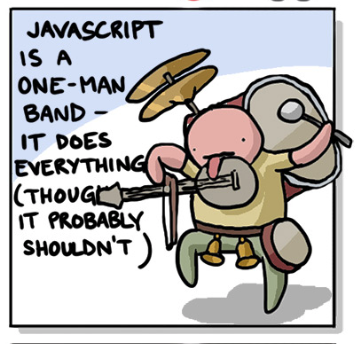 JAVASCRIPT
IS A
ONE-MAN
BAND -
IT DOES
EVERYTHING
(THOUG
IT PROBABLY
SHOULDN'T)